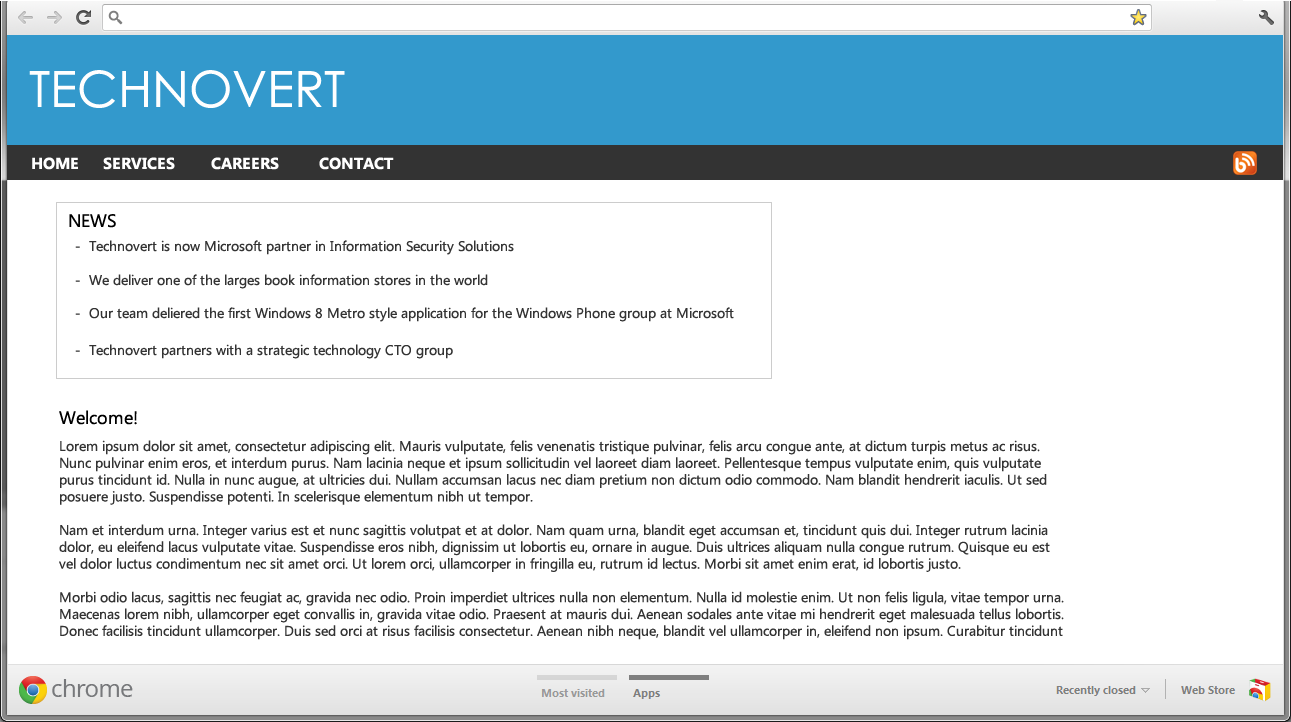 TECHNOVERT
HOME SERVICES CAREERS CONTACT
NEWS
- Technovert is now Microsoft partner in Information Security Solutions
- We deliver one of the larges book information stores in the world
- Our team deliered the first Windows 8 Metro style application for the Windows Phone group at Microsoft
- Technovert partners with a strategic technology CTO group
Welcome!
Lorem ipsum dolor sit amet, consectetur adipiscing elit. Mauris vulputate, felis venenatis tristique pulvinar, felis arcu congue ante, at dictum turpis metus ac risus.
Nunc pulvinar enim eros, et interdum purus. Nam lacinia neque et ipsum sollicitudin vel laoreet diam laoreet. Pellentesque tempus vulputate enim, quis vulputate
purus tincidunt id. Nulla in nunc augue, at ultricies dui. Nullam accumsan lacus nec diam pretium non dictum odio commodo. Nam blandit hendrerit iaculis. Ut sed
posuere justo. Suspendisse potenti. In scelerisque elementum nibh ut tempor.
Nam et interdum urna. Integer varius est et nunc sagittis volutpat et at dolor. Nam quam urna, blandit eget accumsan et, tincidunt quis dui. Integer rutrum lacinia
dolor, eu eleifend lacus vulputate vitae. Suspendisse eros nibh, dignissim ut lobortis eu, ornare in augue. Duis ultrices aliquam nulla congue rutrum. Quisque eu est
vel dolor luctus condimentum nec sit amet orci. Ut lorem orci, ullamcorper in fringilla eu, rutrum id lectus. Morbi sit amet enim erat, id lobortis justo.
Morbi odio lacus, sagittis nec feugiat ac, gravida nec odio. Proin imperdiet ultrices nulla non elementum. Nulla id molestie enim. Ut non felis ligula, vitae tempor urna.
Maecenas lorem nibh, ullamcorper eget convallis in, gravida vitae odio. Praesent at mauris dui. Aenean sodales ante vitae mi hendrerit eget malesuada tellus lobortis.
Donec facilisis tincidunt ullamcorper. Duis sed orci at risus facilisis consectetur. Aenean nibh neque, blandit vel ullamcorper in, eleifend non ipsum. Curabitur tincidunt
chrome Most visited Apps Recently closed Web Store